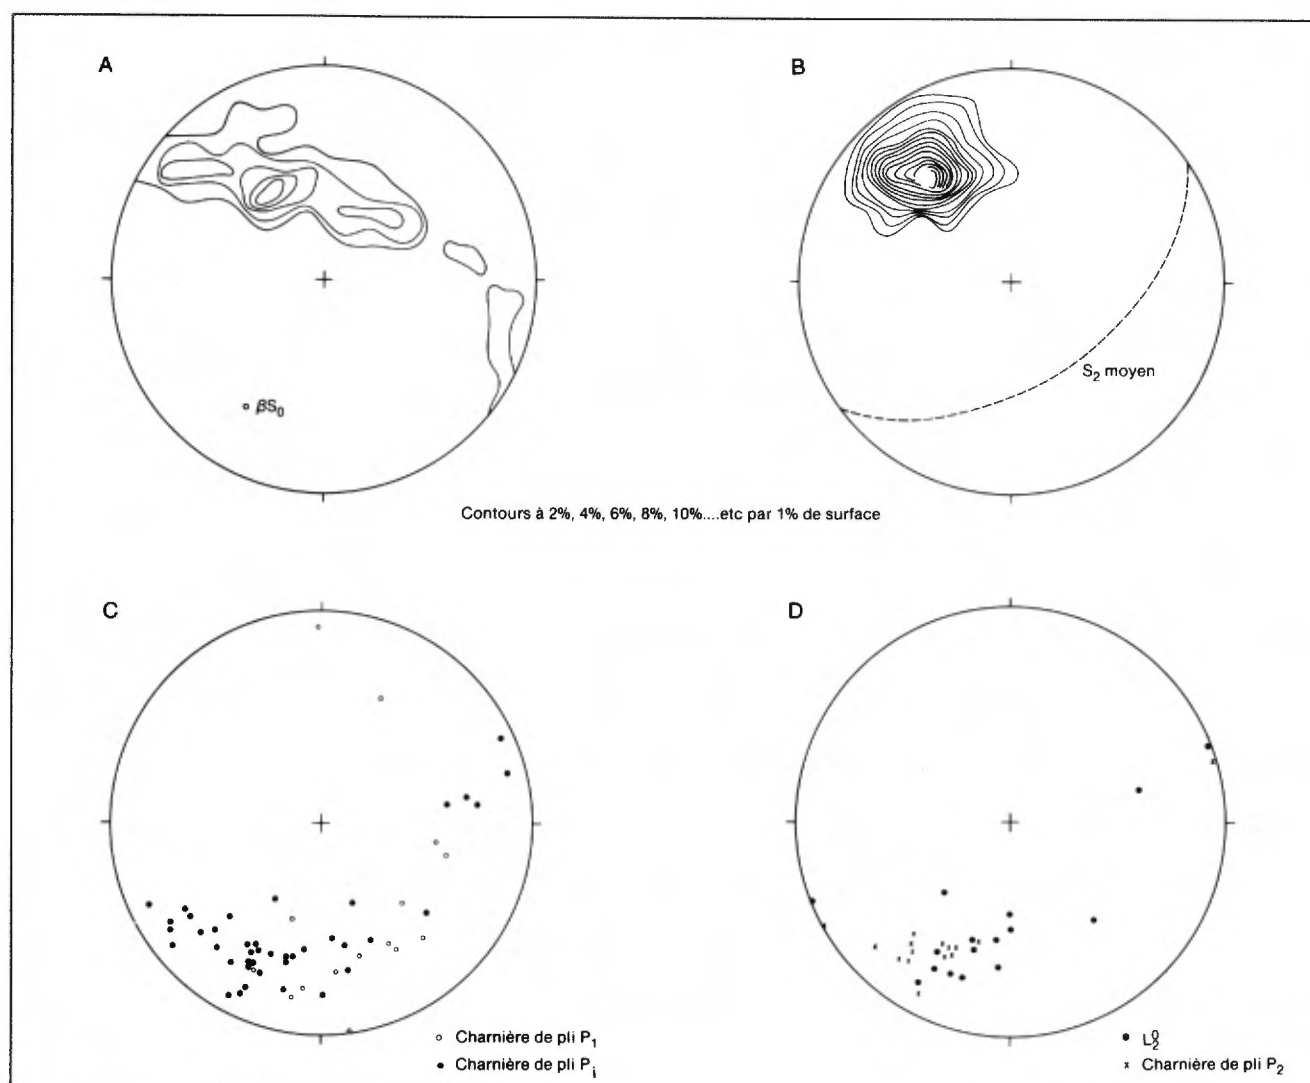 A
B
βS₀
S₂ moyen
Contours à 2%, 4%, 6%, 8%, 10%....etc par 1% de surface
C
D
○ Charnière de pli P₁
● Charnière de pli Pᵢ
● L⁰₂
x Charnière de pli P₂